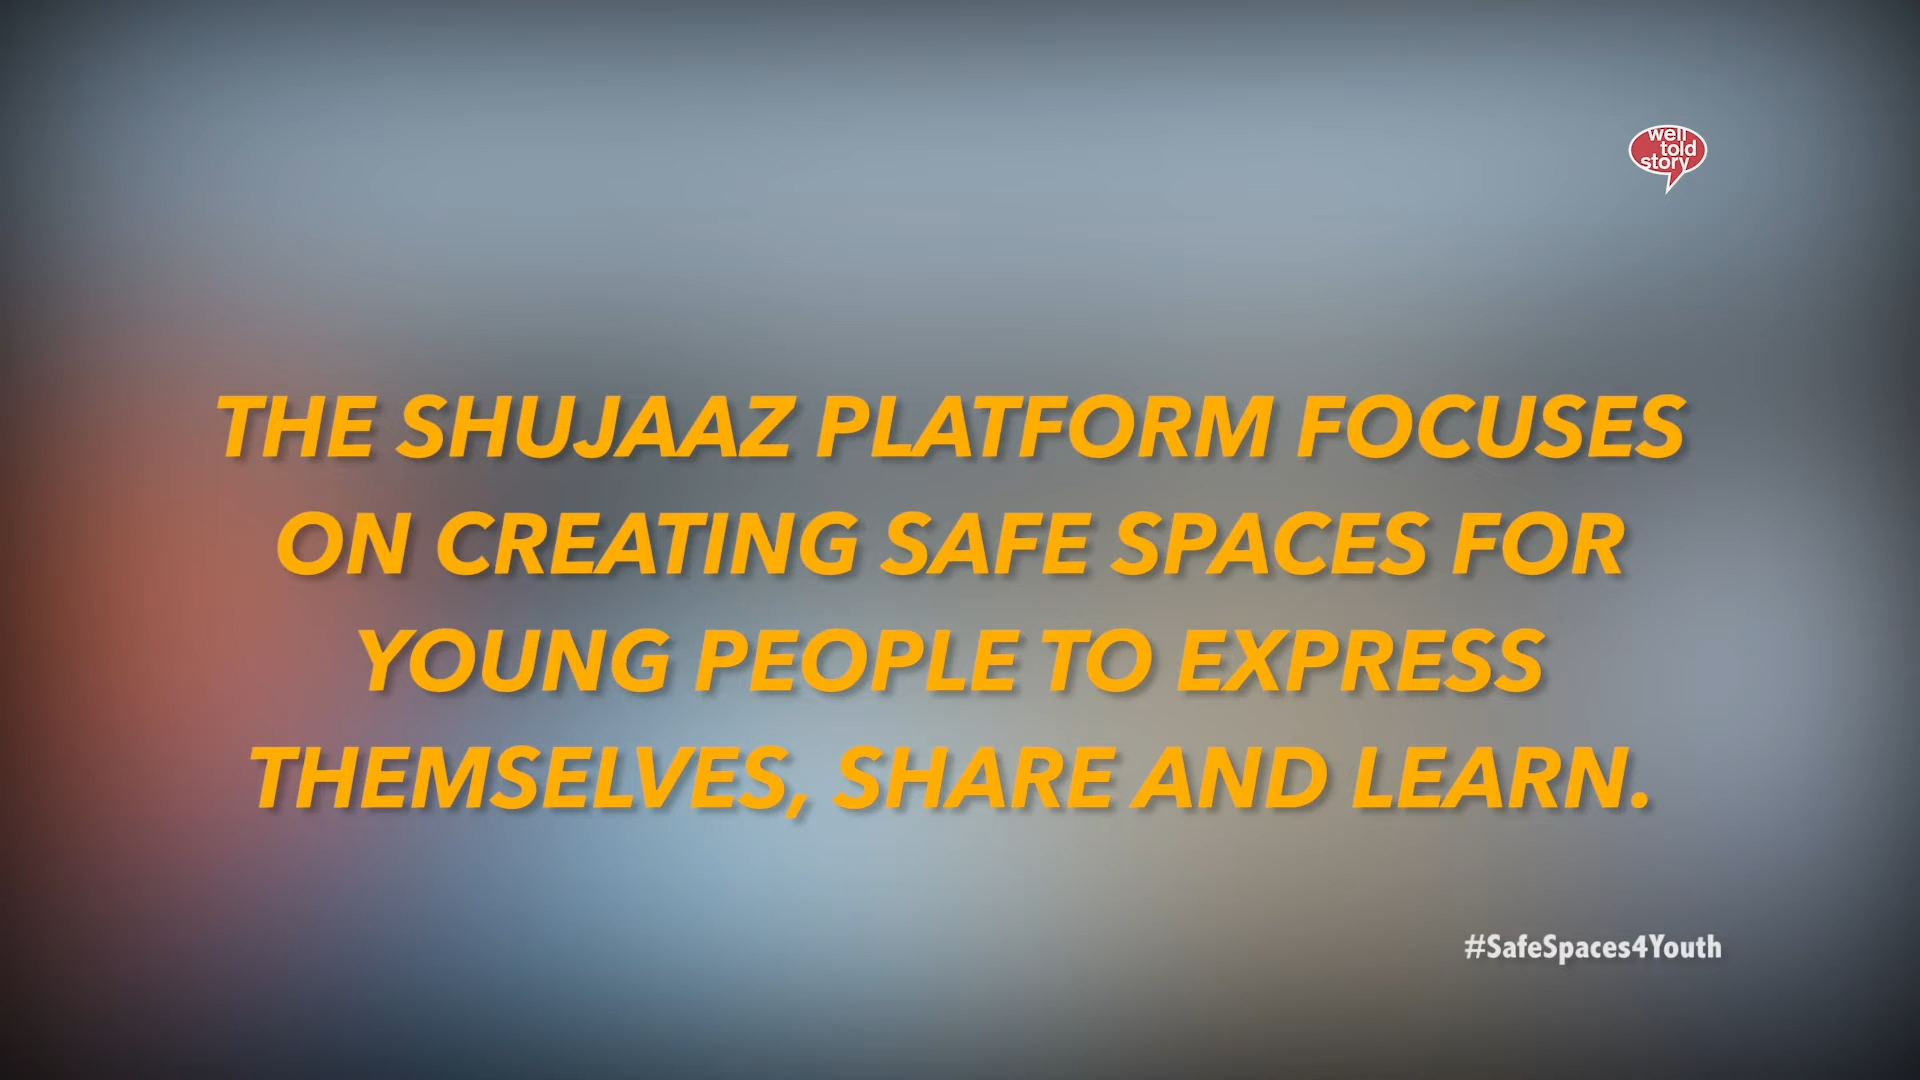 well
told
story
THE SHUJAAZ PLATFORM FOCUSES
ON CREATING SAFE SPACES FOR
YOUNG PEOPLE TO EXPRESS
THEMSELVES, SHARE AND LEARN.
#SafeSpaces4Youth